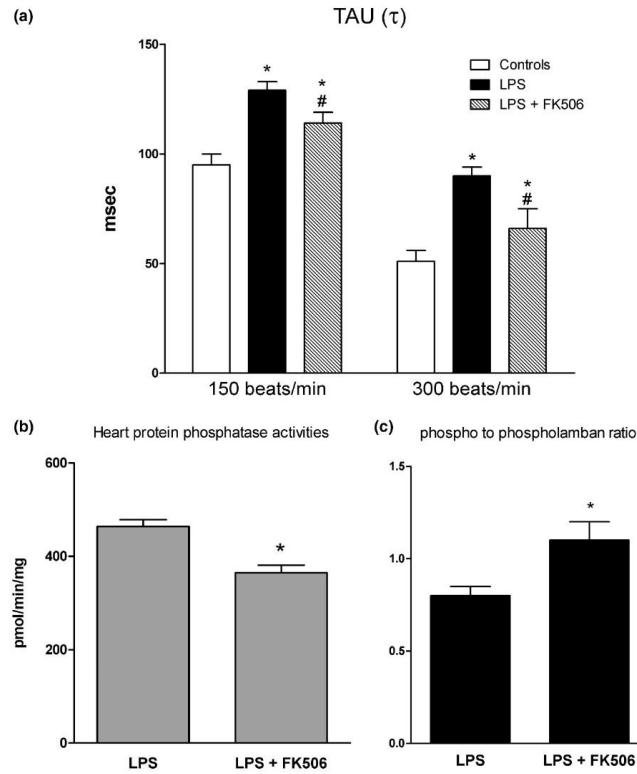 (a)
TAU (τ)
150
100
50
0
msec
Controls
LPS
LPS + FK506
*
*
#
*
*
#
150 beats/min
300 beats/min
(b)
Heart protein phosphatase activities
600
400
200
0
pmol/min/mg
*
LPS
LPS + FK506
(c)
phospho to phospholamban ratio
1.5
1.0
0.5
0.0
*
LPS
LPS + FK506